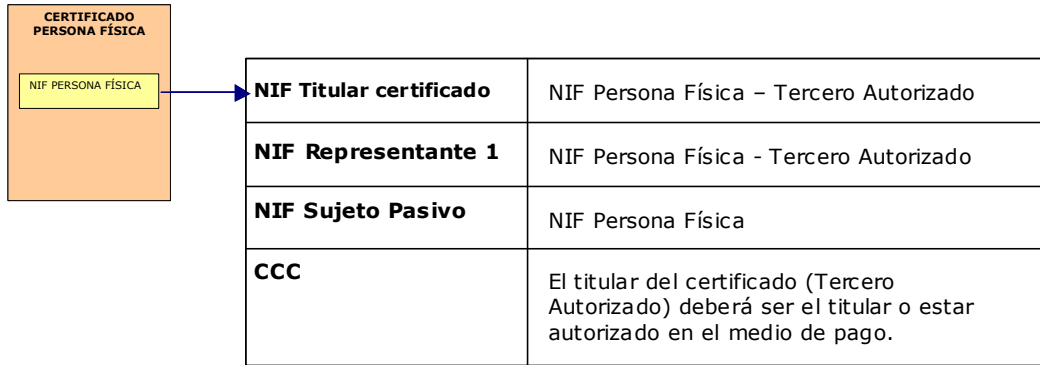 CERTIFICADO
PERSONA FÍSICA
NIF PERSONA FÍSICA
NIF Titular certificado
NIF Persona Física – Tercero Autorizado
NIF Representante 1
NIF Persona Física - Tercero Autorizado
NIF Sujeto Pasivo
NIF Persona Física
CCC
El titular del certificado (Tercero
Autorizado) deberá ser el titular o estar
autorizado en el medio de pago.